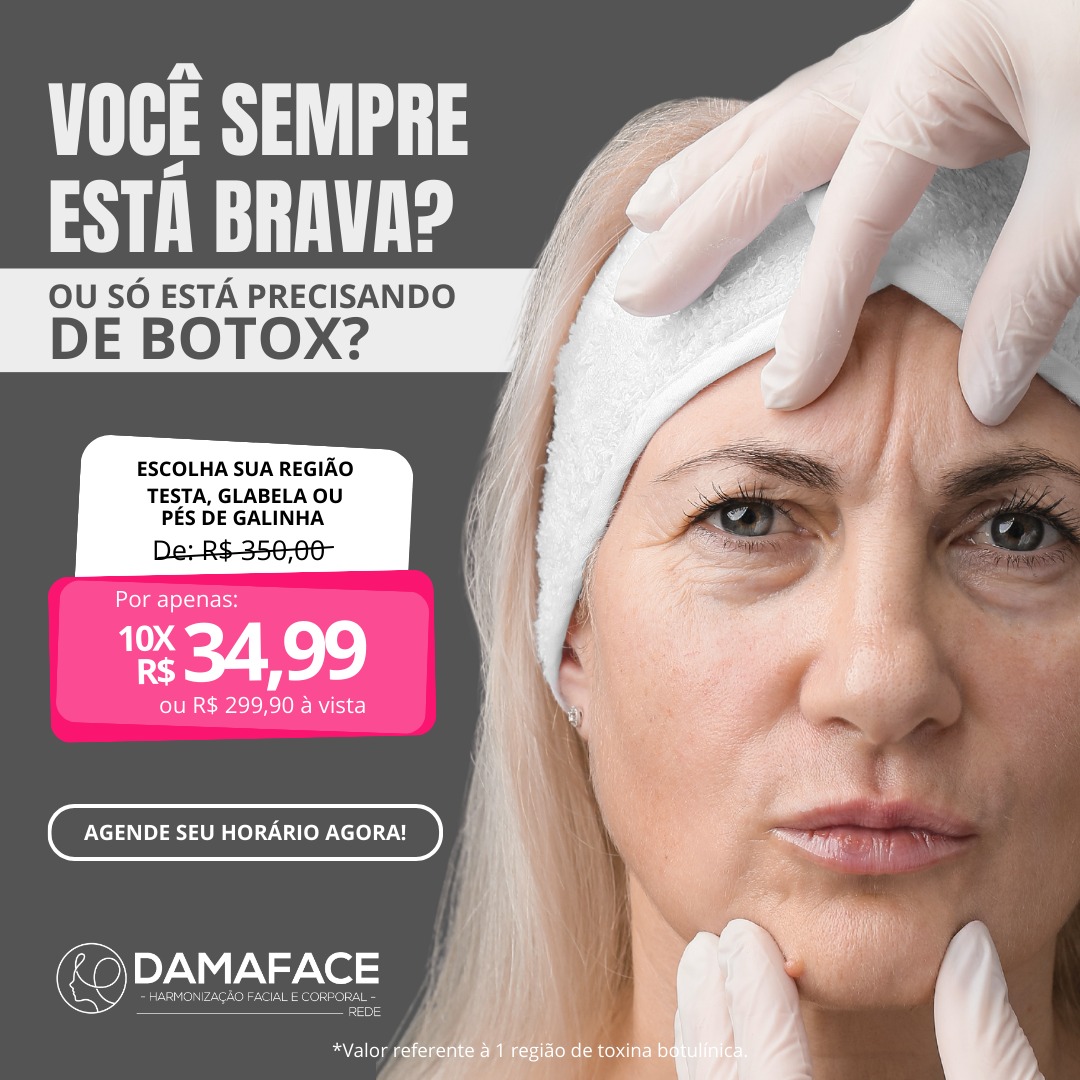 VOCÊ SEMPRE
ESTÁ BRAVA?
OU SÓ ESTÁ PRECISANDO
DE BOTOX?
ESCOLHA SUA REGIÃO
TESTA, GLABELA OU
PÉS DE GALINHA
De: R$ 350,00
Por apenas:
10X
R$ 34,99
ou R$ 299,90 à vista
AGENDE SEU HORÁRIO AGORA!
DAMAFACE
- HARMONIZAÇÃO FACIAL E CORPORAL -
REDE
*Valor referente à 1 região de toxina botulínica.